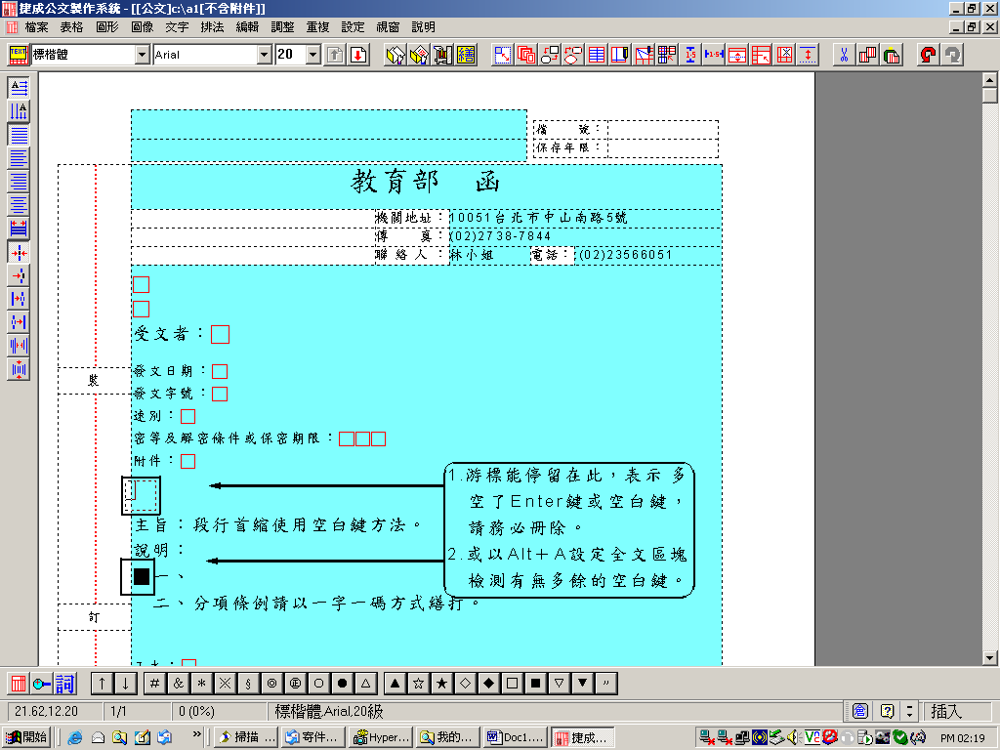 捷成公文製作系統 - [[公文]c:\a1[不含附件]]
檔案 表格 圖形 圖像 文字 排法 編輯 調整 重複 設定 視窗 說明
TEXT 標楷體 Arial 20
檔 號：
保存年限：
教育部 函
機關地址：10051台北市中山南路5號
傳 真：(02)2738-7844
聯絡人：林小姐 電話：(02)23566051
受文者：
發文日期：
裝
發文字號：
速別：
密等及解密條件或保密期限：
附件：
1.游標能停留在此，表示 多
空了Enter鍵或空白鍵，
請務必冊除。
2.或以Alt＋A設定全文區塊
檢測有無多餘的空白鍵。
主旨：段行首縮使用空白鍵方法。
說明：
一、
二、分項條例請以一字一碼方式繕打。
訂
詞 ↑ ↓ # & * ※ § ◎ ㊣ ○ ● △ ▲ ☆ ★ ◇ ◆ □ ■ ▽ ▼ 〃
21.62,12.20 1/1 0 (0%) 標楷體,Arial,20級 插入
開始 » 掃描 ... 寄件... Hyper... 我的... Doc1.... 捷成... PM 02:19